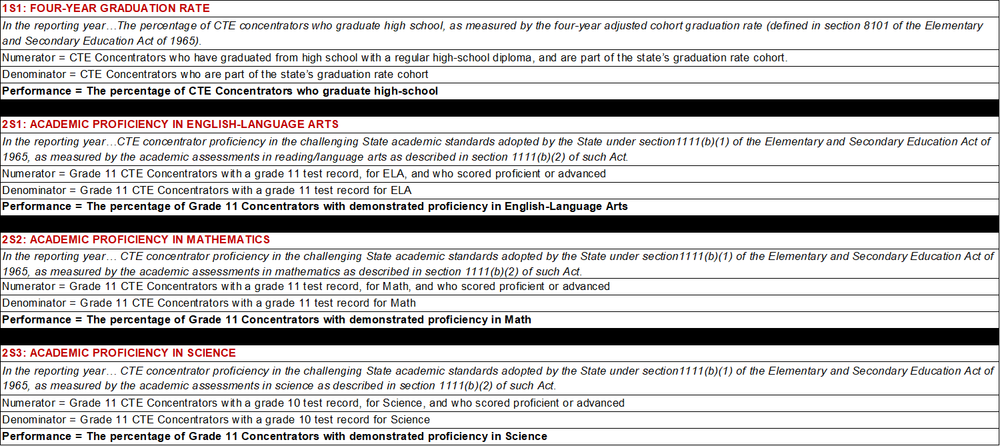 1S1: FOUR-YEAR GRADUATION RATE
In the reporting year…The percentage of CTE concentrators who graduate high school, as measured by the four-year adjusted cohort graduation rate (defined in section 8101 of the Elementary
and Secondary Education Act of 1965).
Numerator = CTE Concentrators who have graduated from high school with a regular high-school diploma, and are part of the state’s graduation rate cohort.
Denominator = CTE Concentrators who are part of the state’s graduation rate cohort
Performance = The percentage of CTE Concentrators who graduate high-school
2S1: ACADEMIC PROFICIENCY IN ENGLISH-LANGUAGE ARTS
In the reporting year…CTE concentrator proficiency in the challenging State academic standards adopted by the State under section1111(b)(1) of the Elementary and Secondary Education Act of
1965, as measured by the academic assessments in reading/language arts as described in section 1111(b)(2) of such Act.
Numerator = Grade 11 CTE Concentrators with a grade 11 test record, for ELA, and who scored proficient or advanced
Denominator = Grade 11 CTE Concentrators with a grade 11 test record for ELA
Performance = The percentage of Grade 11 Concentrators with demonstrated proficiency in English-Language Arts
2S2: ACADEMIC PROFICIENCY IN MATHEMATICS
In the reporting year… CTE concentrator proficiency in the challenging State academic standards adopted by the State under section1111(b)(1) of the Elementary and Secondary Education Act of
1965, as measured by the academic assessments in mathematics as described in section 1111(b)(2) of such Act.
Numerator = Grade 11 CTE Concentrators with a grade 11 test record, for Math, and who scored proficient or advanced
Denominator = Grade 11 CTE Concentrators with a grade 11 test record for Math
Performance = The percentage of Grade 11 Concentrators with demonstrated proficiency in Math
2S3: ACADEMIC PROFICIENCY IN SCIENCE
In the reporting year… CTE concentrator proficiency in the challenging State academic standards adopted by the State under section1111(b)(1) of the Elementary and Secondary Education Act of
1965, as measured by the academic assessments in science as described in section 1111(b)(2) of such Act.
Numerator = Grade 11 CTE Concentrators with a grade 10 test record, for Science, and who scored proficient or advanced
Denominator = Grade 11 CTE Concentrators with a grade 10 test record for Science
Performance = The percentage of Grade 11 Concentrators with demonstrated proficiency in Science